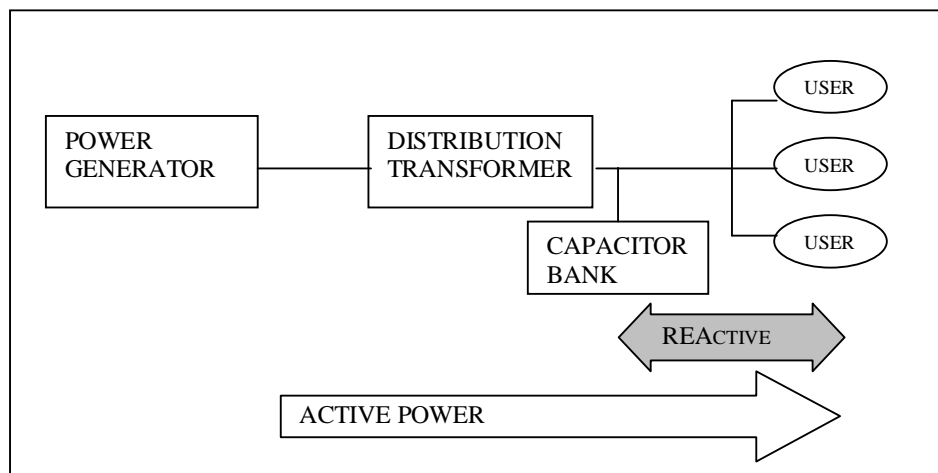 USER
POWER
GENERATOR
DISTRIBUTION
TRANSFORMER
USER
USER
CAPACITOR
BANK
REACTIVE
ACTIVE POWER